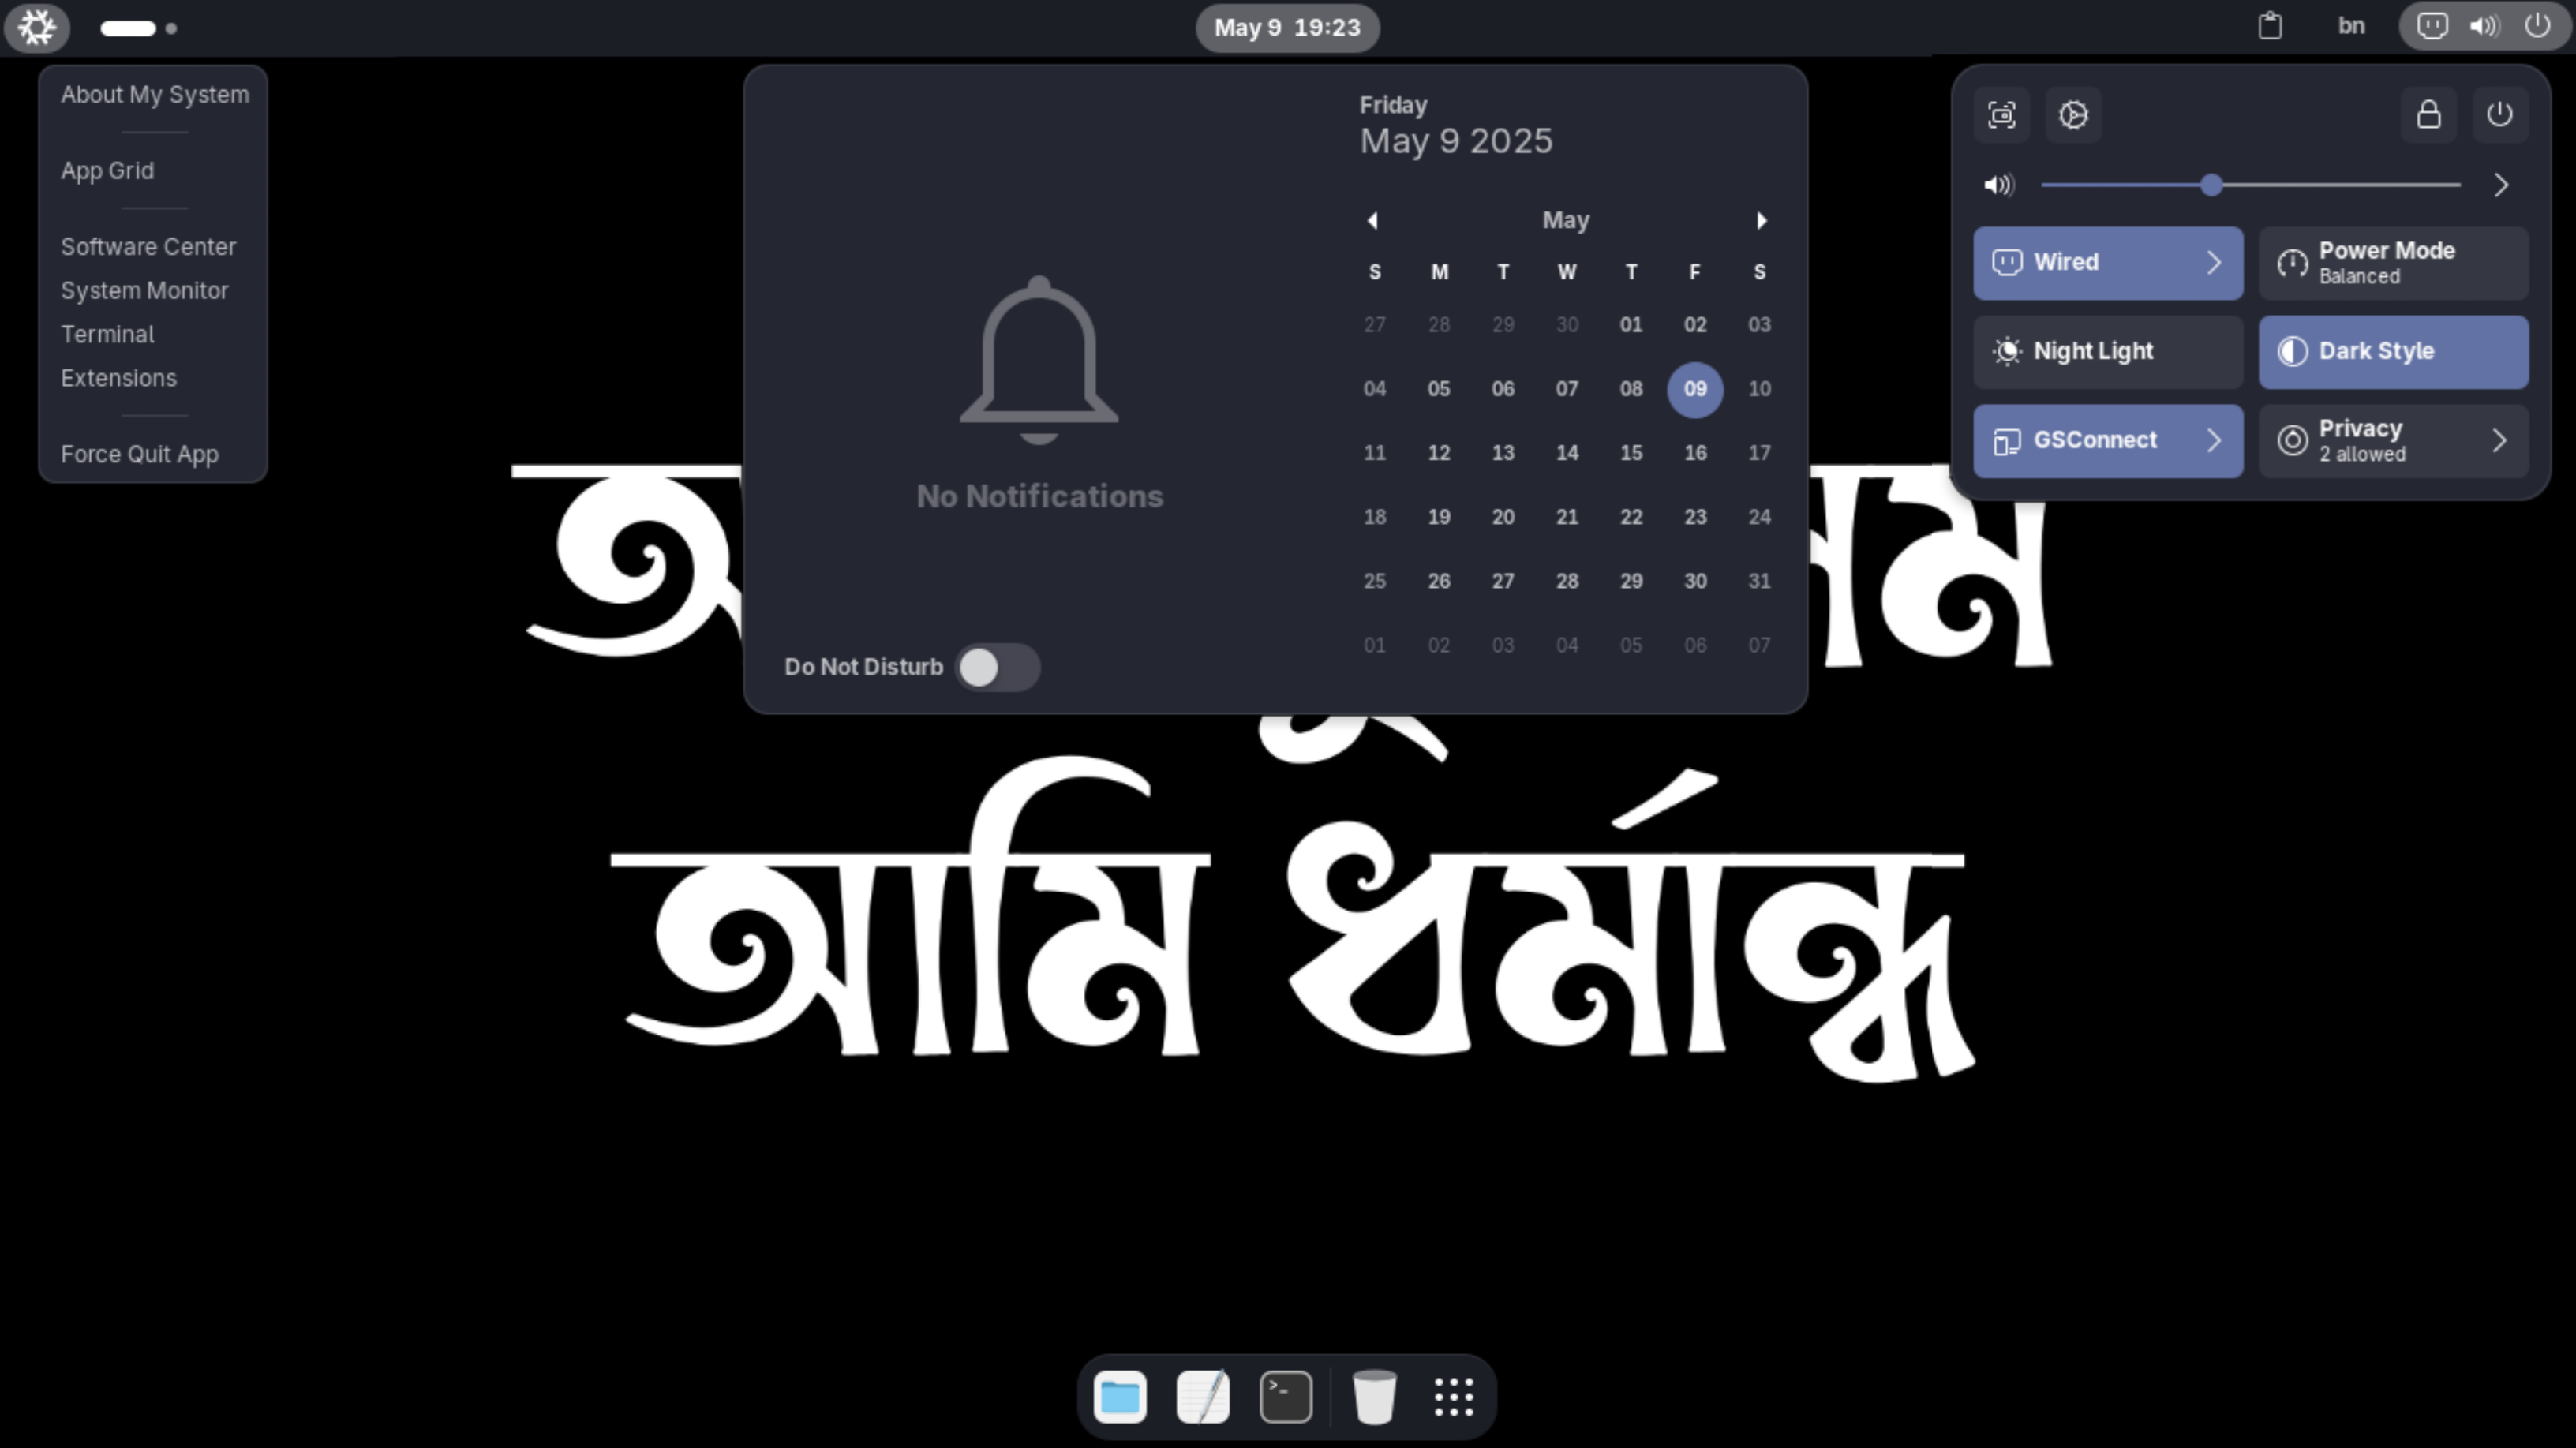 May 9 19:23
bn
About My System
App Grid
Software Center
System Monitor
Terminal
Extensions
Force Quit App
No Notifications
Do Not Disturb
Friday
May 9 2025
May
S M T W T F S
27 28 29 30 01 02 03
04 05 06 07 08 09 10
11 12 13 14 15 16 17
18 19 20 21 22 23 24
25 26 27 28 29 30 31
01 02 03 04 05 06 07
Wired
Power Mode
Balanced
Night Light
Dark Style
GSConnect
Privacy
2 allowed
আমি ধর্মান্ধ